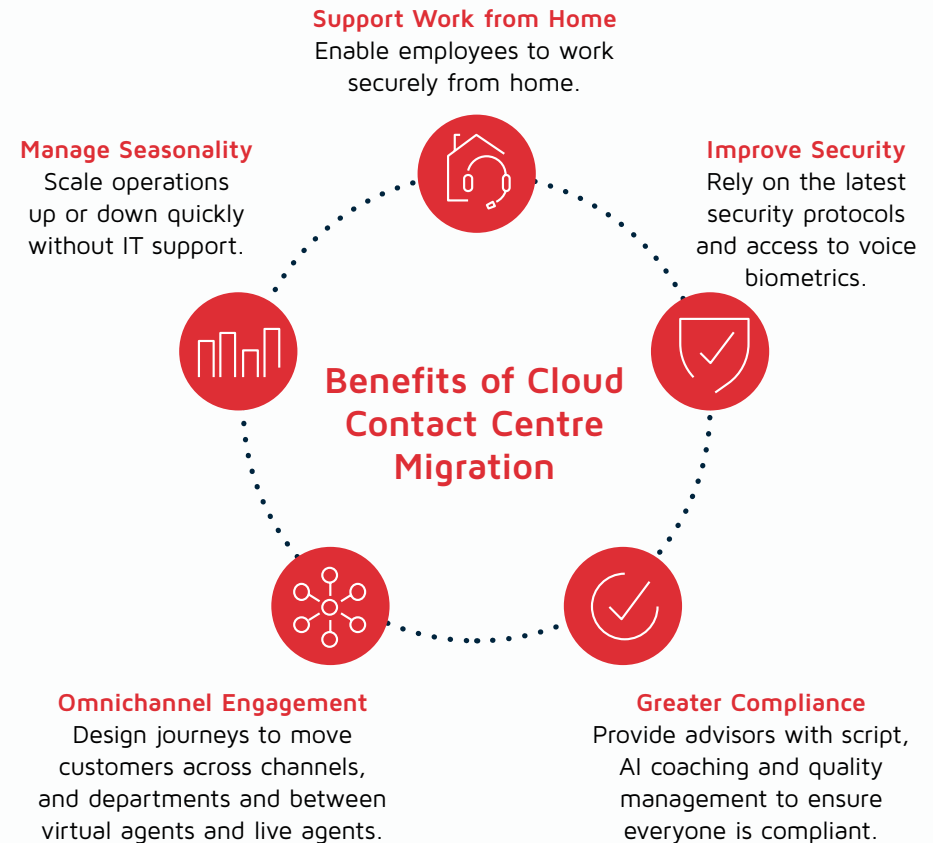 Support Work from Home
Enable employees to work
securely from home.
Manage Seasonality
Scale operations
up or down quickly
without IT support.
Improve Security
Rely on the latest
security protocols
and access to voice
biometrics.
Benefits of Cloud
Contact Centre
Migration
Omnichannel Engagement
Design journeys to move
customers across channels,
and departments and between
virtual agents and live agents.
Greater Compliance
Provide advisors with script,
AI coaching and quality
management to ensure
everyone is compliant.